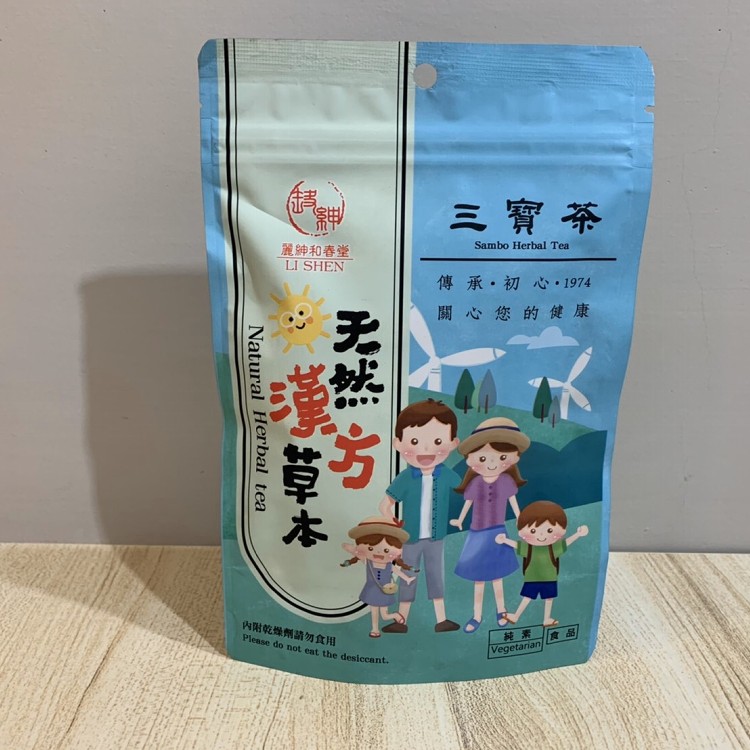 麗紳和春堂
LI SHEN
天然
漢方
草本
Natural Herbal tea
三寶茶
Sambo Herbal Tea
傳承·初心·1974
關心您的健康
內附乾燥劑請勿食用
Please do not eat the desiccant.
純素
Vegetarian
食品